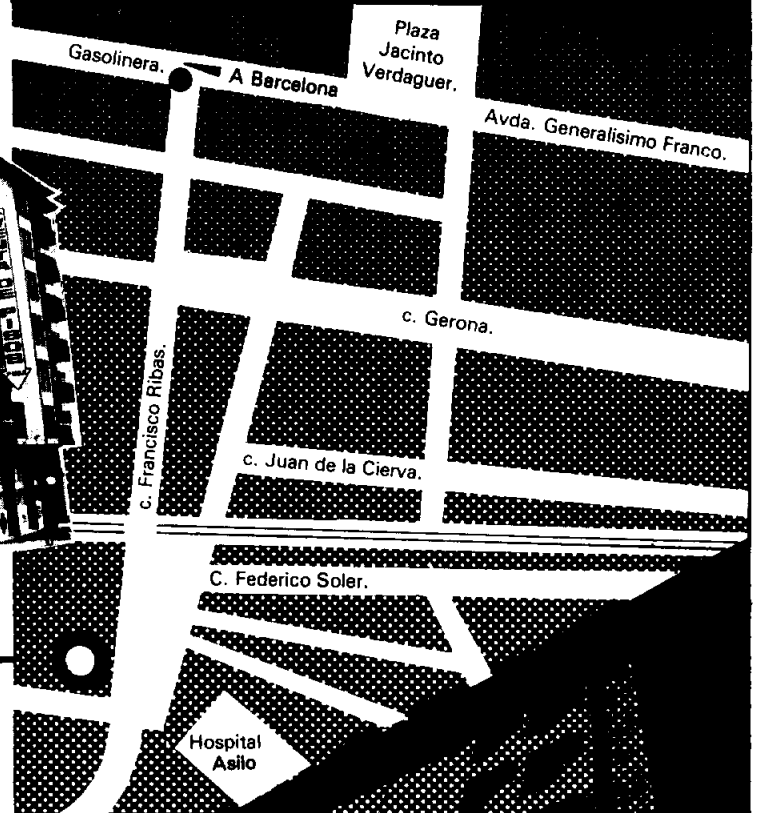 Plaza
Jacinto
Verdaguer.
Gasolinera.
A Barcelona
Avda. Generalisimo Franco.
c. Gerona.
c. Francisco Ribas.
c. Juan de la Cierva.
C. Federico Soler.
Hospital
Asilo